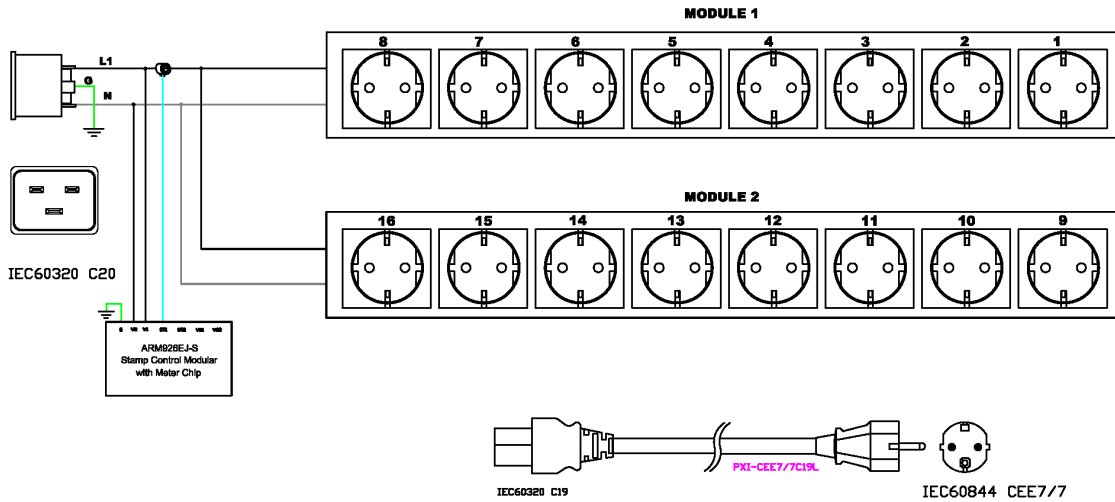 MODULE 1
8 7 6 5 4 3 2 1
L1
G
N
MODULE 2
16 15 14 13 12 11 10 9
IEC60320 C20
ARM926EJ-S
Stamp Control Modular
with Meter Chip
PXI-CEE7/7C19L
IEC60320 C19
IEC60844 CEE7/7